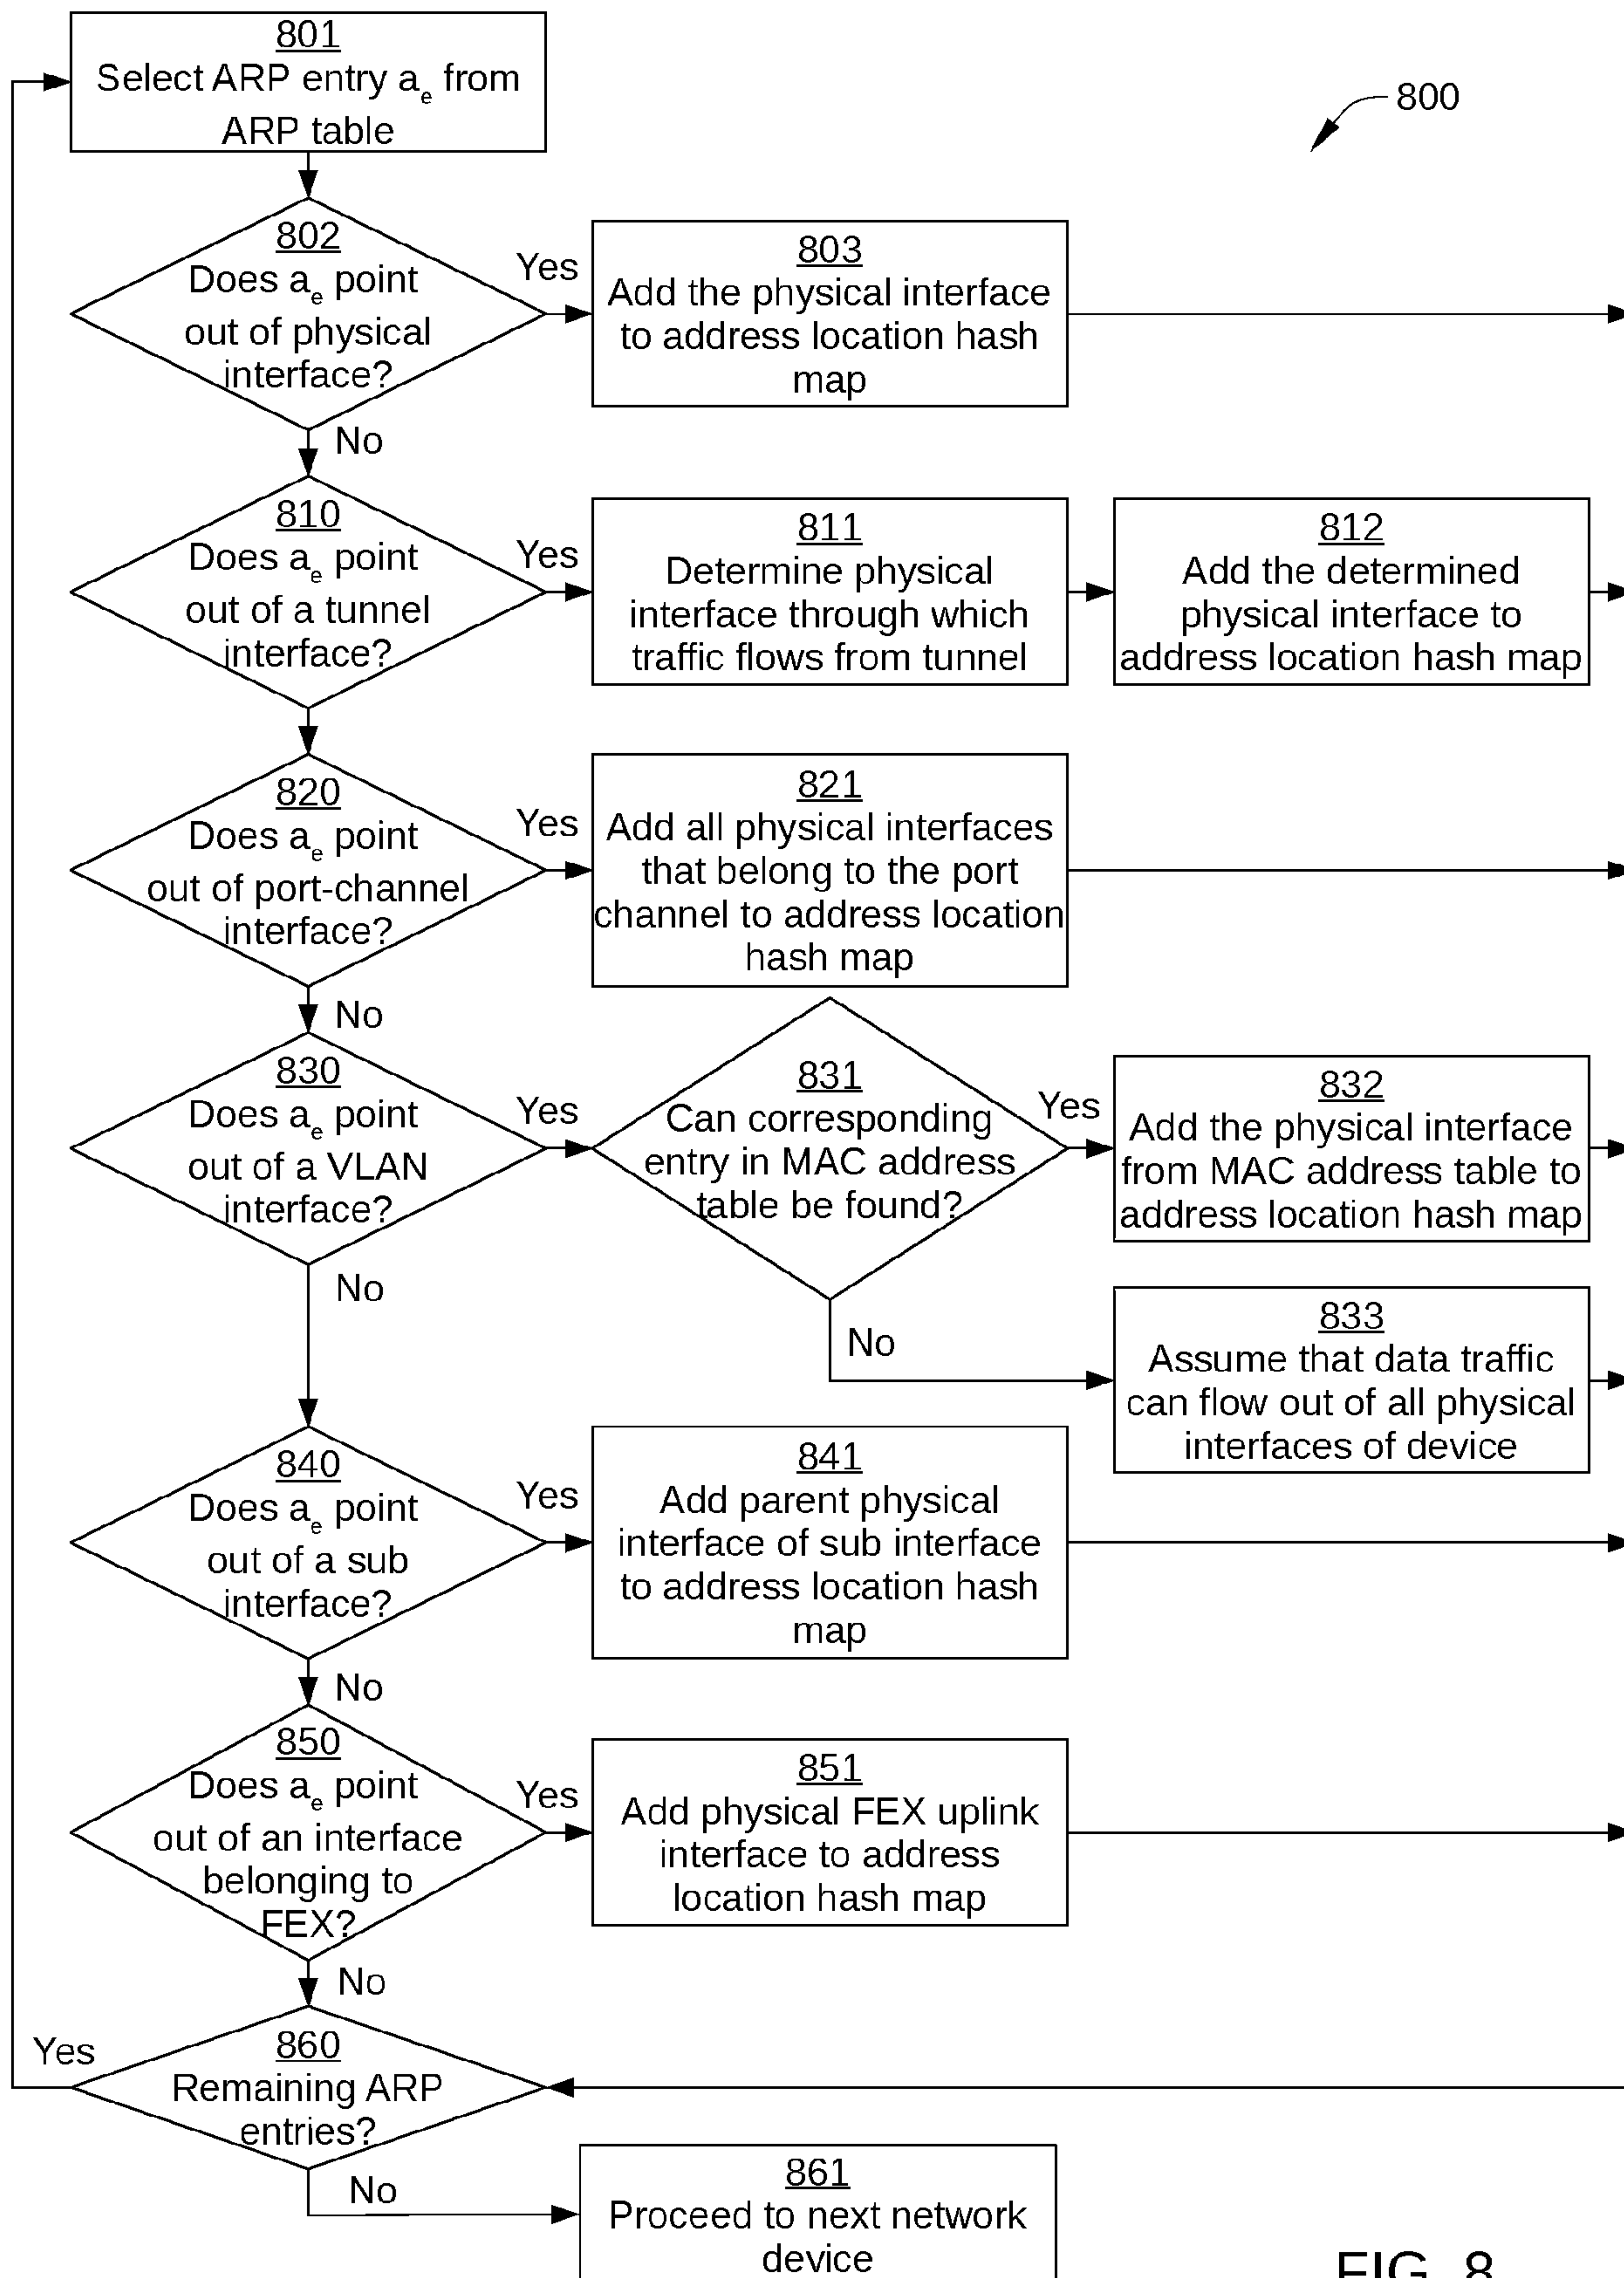 801
Select ARP entry ae from
ARP table
800
802
Does ae point
out of physical
interface?
Yes
803
Add the physical interface
to address location hash
map
No
810
Does ae point
out of a tunnel
interface?
Yes
811
Determine physical
interface through which
traffic flows from tunnel
812
Add the determined
physical interface to
address location hash map
820
Does ae point
out of port-channel
interface?
Yes
821
Add all physical interfaces
that belong to the port
channel to address location
hash map
No
830
Does ae point
out of a VLAN
interface?
Yes
831
Can corresponding
entry in MAC address
table be found?
Yes
832
Add the physical interface
from MAC address table to
address location hash map
No
No
833
Assume that data traffic
can flow out of all physical
interfaces of device
840
Does ae point
out of a sub
interface?
Yes
841
Add parent physical
interface of sub interface
to address location hash
map
No
850
Does ae point
out of an interface
belonging to
FEX?
Yes
851
Add physical FEX uplink
interface to address
location hash map
No
Yes
860
Remaining ARP
entries?
No
861
Proceed to next network
device
FIG. 8